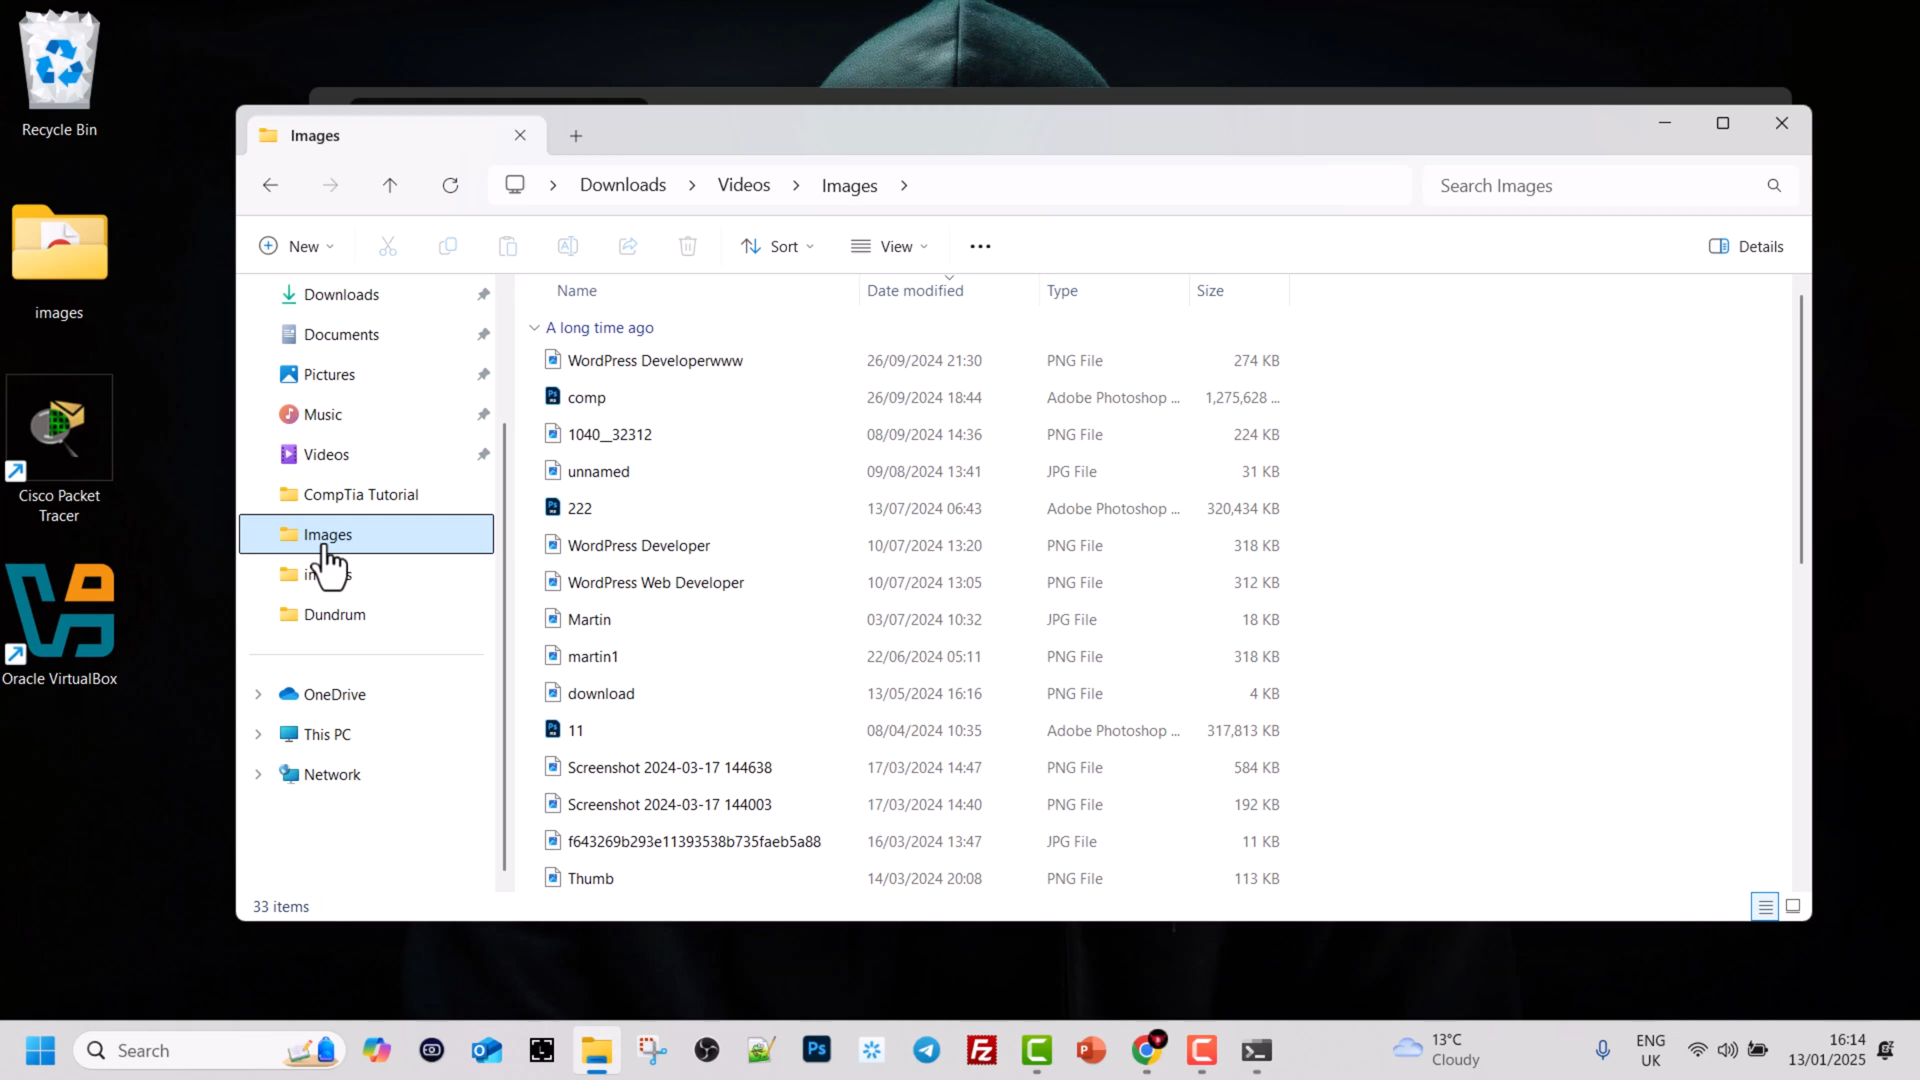 Recycle Bin
images
Cisco Packet
Tracer
Oracle VirtualBox
Images
Downloads
Videos
Images
Search Images
New
Sort
View
Details
Downloads
Documents
Pictures
Music
Videos
CompTia Tutorial
Images
Dundrum
OneDrive
This PC
Network
Name Date modified Type Size
A long time ago
WordPress Developerwww 26/09/2024 21:30 PNG File 274 KB
comp 26/09/2024 18:44 Adobe Photoshop ... 1,275,628 ...
1040__32312 08/09/2024 14:36 PNG File 224 KB
unnamed 09/08/2024 13:41 JPG File 31 KB
222 13/07/2024 06:43 Adobe Photoshop ... 320,434 KB
WordPress Developer 10/07/2024 13:20 PNG File 318 KB
WordPress Web Developer 10/07/2024 13:05 PNG File 312 KB
Martin 03/07/2024 10:32 JPG File 18 KB
martin1 22/06/2024 05:11 PNG File 318 KB
download 13/05/2024 16:16 PNG File 4 KB
11 08/04/2024 10:35 Adobe Photoshop ... 317,813 KB
Screenshot 2024-03-17 144638 17/03/2024 14:47 PNG File 584 KB
Screenshot 2024-03-17 144003 17/03/2024 14:40 PNG File 192 KB
f643269b293e11393538b735faeb5a88 16/03/2024 13:47 JPG File 11 KB
Thumb 14/03/2024 20:08 PNG File 113 KB
33 items
Search
Ps
Fz
13°C
Cloudy
ENG
UK
16:14
13/01/2025